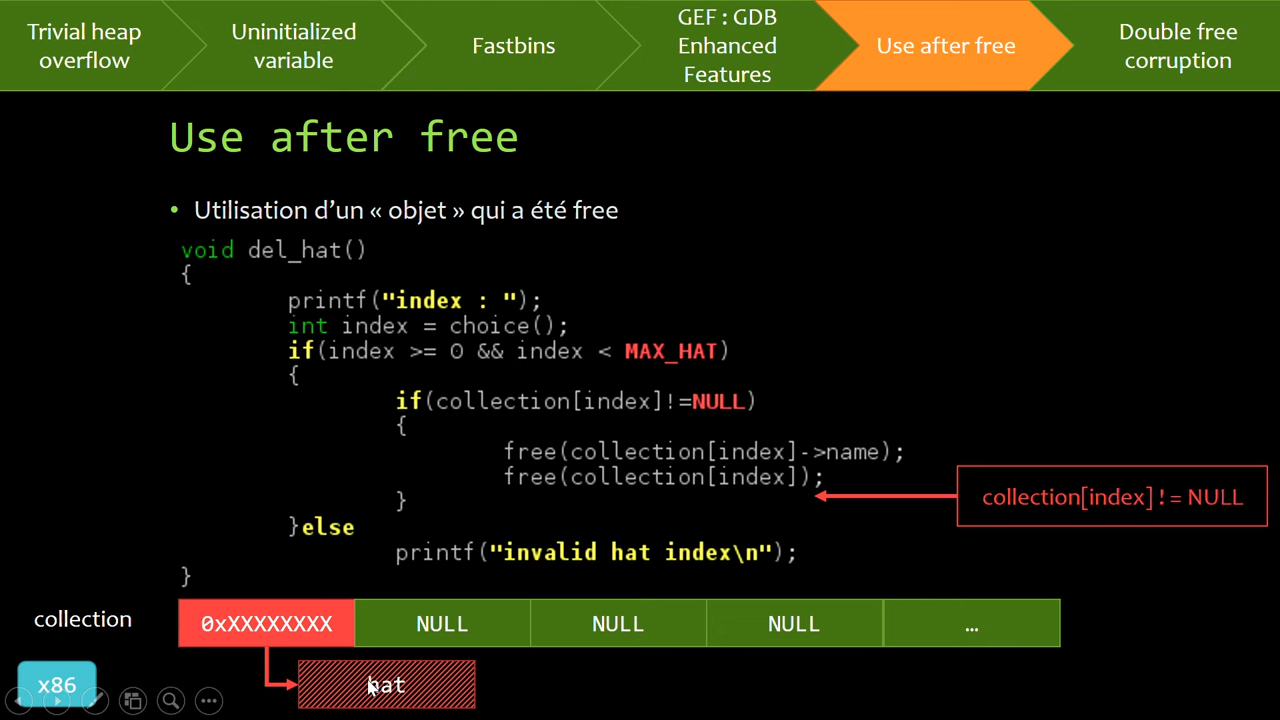 Trivial heap
overflow
Uninitialized
variable
Fastbins
GEF : GDB
Enhanced
Features
Use after free
Double free
corruption
Use after free
• Utilisation d’un « objet » qui a été free
void del_hat()
{
printf("index : ");
int index = choice();
if(index >= 0 && index < MAX_HAT)
{
if(collection[index]!=NULL)
{
free(collection[index]->name);
free(collection[index]);
}
}else
printf("invalid hat index\n");
}
collection[index] != NULL
collection
0xXXXXXXXX
NULL
NULL
NULL
…
x86
hat